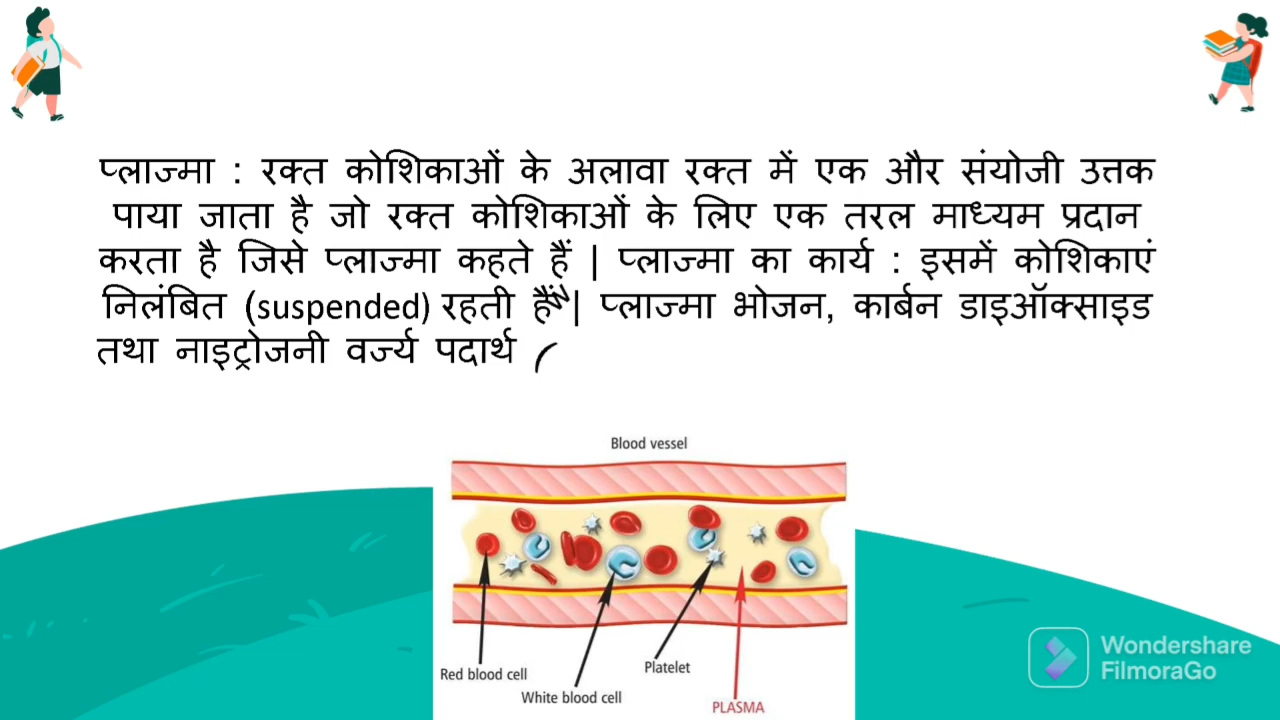 प्लाज्मा : रक्त कोशिकाओं के अलावा रक्त में एक और संयोजी उत्तक
पाया जाता है जो रक्त कोशिकाओं के लिए एक तरल माध्यम प्रदान
करता है जिसे प्लाज्मा कहते हैं | प्लाज्मा का कार्य : इसमें कोशिकाएं
निलंबित (suspended) रहती हैं | प्लाज्मा भोजन, कार्बन डाइऑक्साइड
तथा नाइट्रोजनी वर्ज्य पदार्थ (
Blood vessel
Red blood cell
White blood cell
Platelet
PLASMA
Wondershare
FilmoraGo